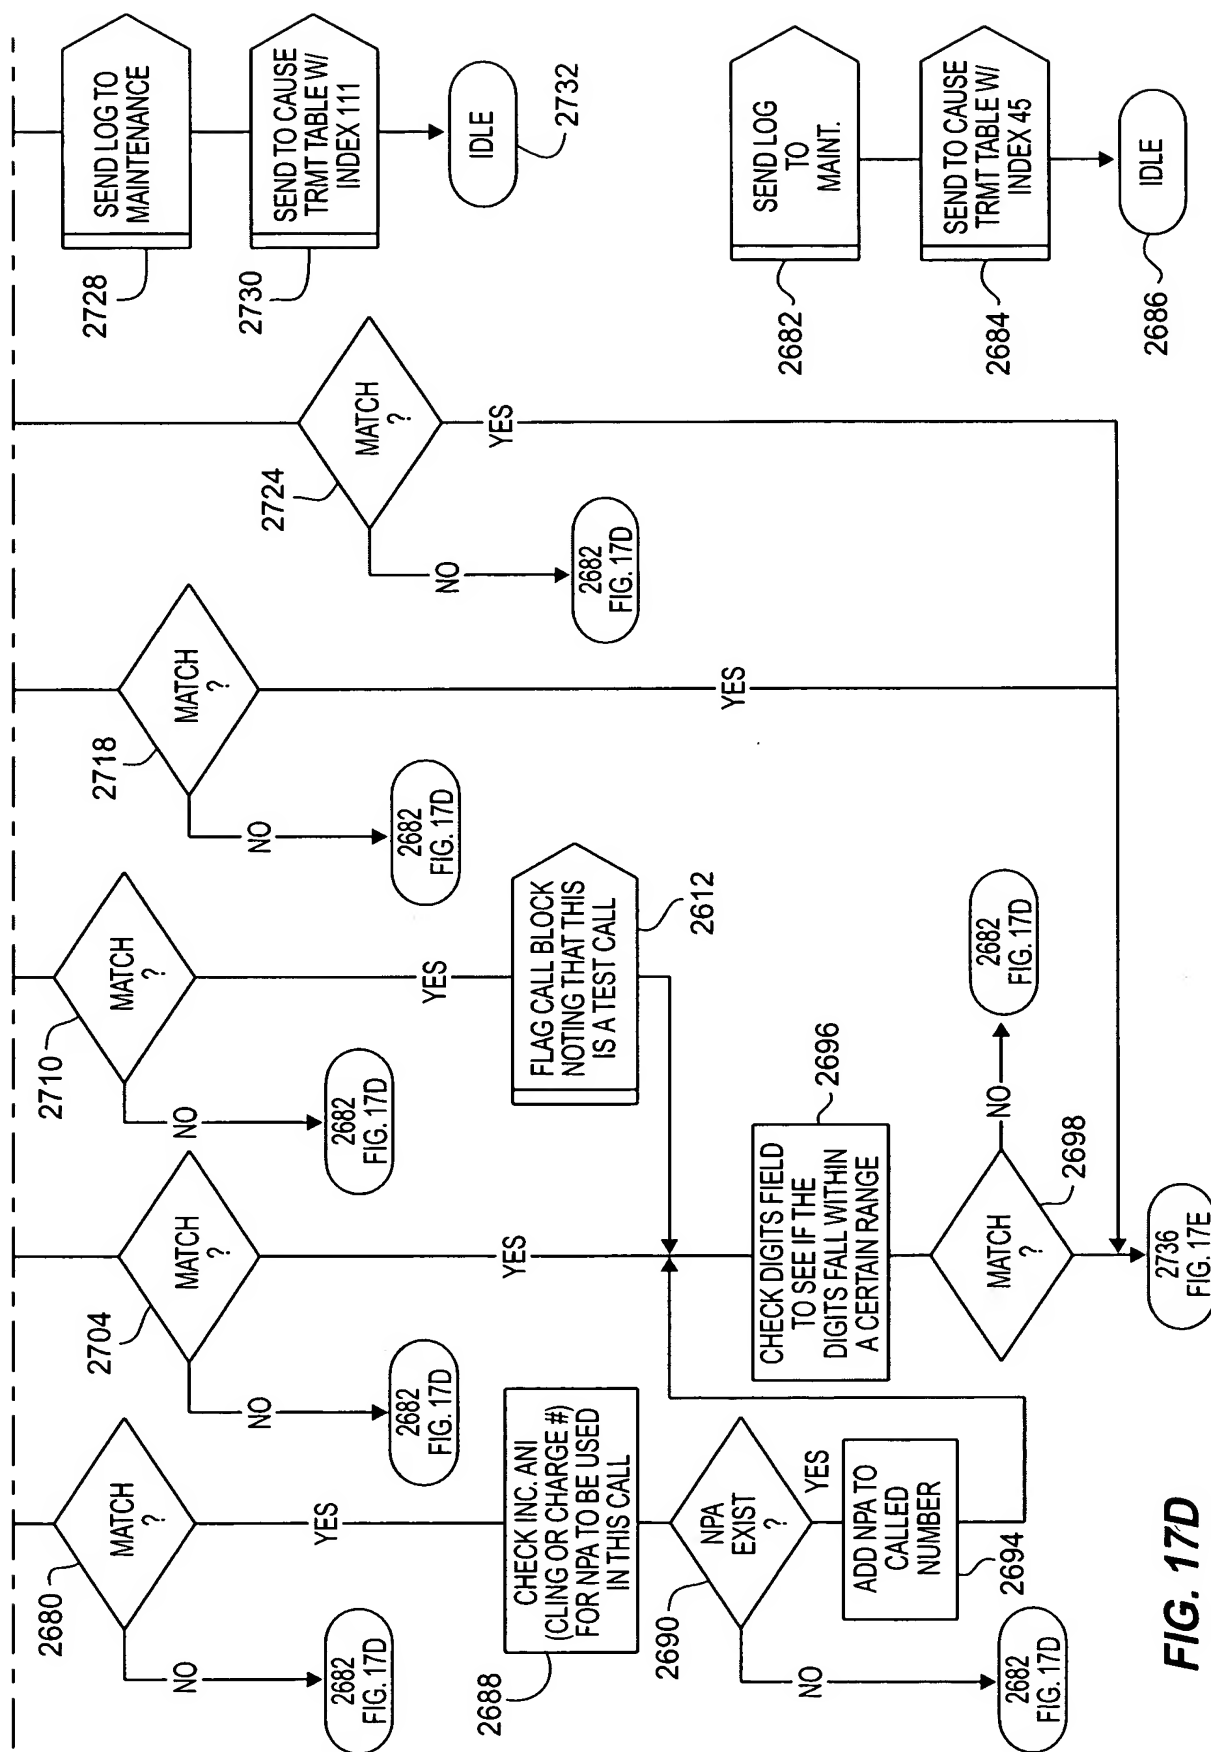 2680
MATCH
?
NO
2682
FIG. 17D
YES
CHECK INC. ANI
(CLING OR CHARGE #)
FOR NPA TO BE USED
IN THIS CALL
2688
NPA
EXIST
?
2690
NO
2682
FIG. 17D
YES
ADD NPA TO
CALLED
NUMBER
2694
2704
MATCH
?
NO
2682
FIG. 17D
YES
2710
MATCH
?
NO
2682
FIG. 17D
YES
FLAG CALL BLOCK
NOTING THAT THIS
IS A TEST CALL
2612
CHECK DIGITS FIELD
TO SEE IF THE
DIGITS FALL WITHIN
A CERTAIN RANGE
2696
MATCH
?
2698
NO
2682
FIG. 17D
2736
FIG. 17E
2718
MATCH
?
NO
2682
FIG. 17D
YES
2724
MATCH
?
NO
2682
FIG. 17D
YES
2728
SEND LOG TO
MAINTENANCE
2730
SEND TO CAUSE
TRMT TABLE W/
INDEX 111
IDLE
2732
2682
SEND LOG
TO
MAINT.
2684
SEND TO CAUSE
TRMT TABLE W/
INDEX 45
2686
IDLE
FIG. 17D